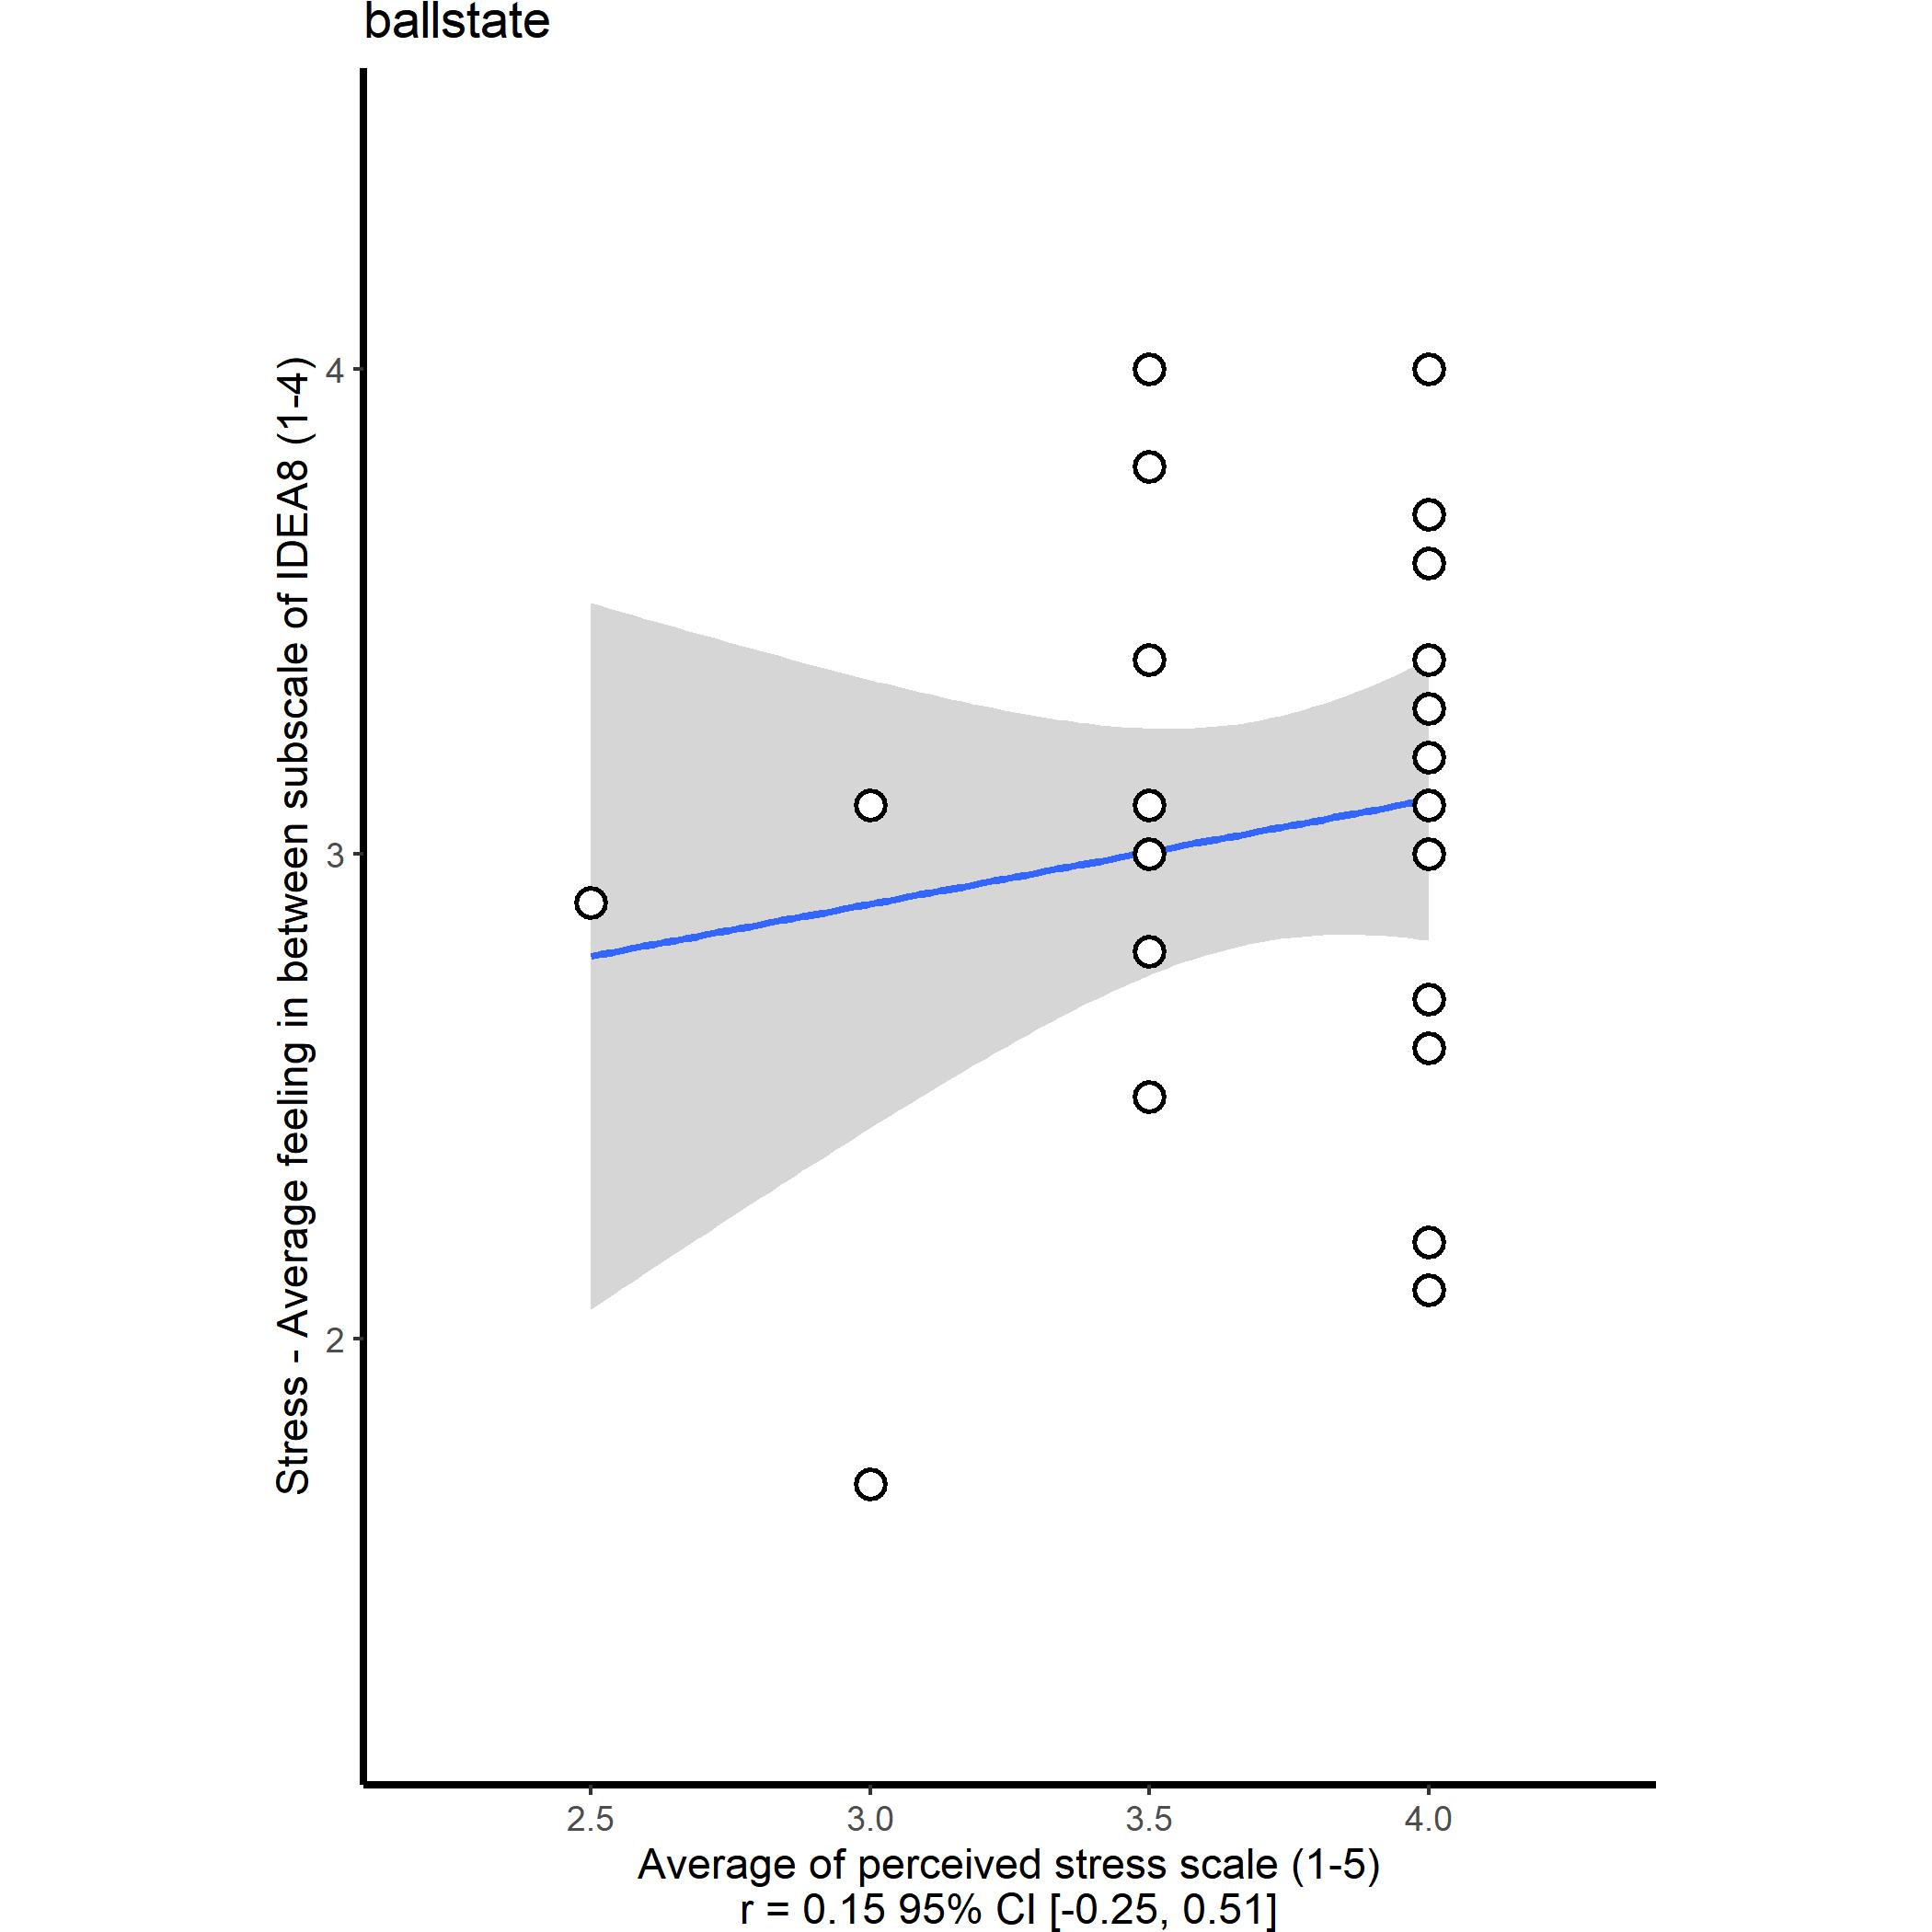 ballstate
Stress - Average feeling in between subscale of IDEA8 (1-4)
4
3
2
2.5 3.0 3.5 4.0
Average of perceived stress scale (1-5)
r = 0.15 95% CI [-0.25, 0.51]